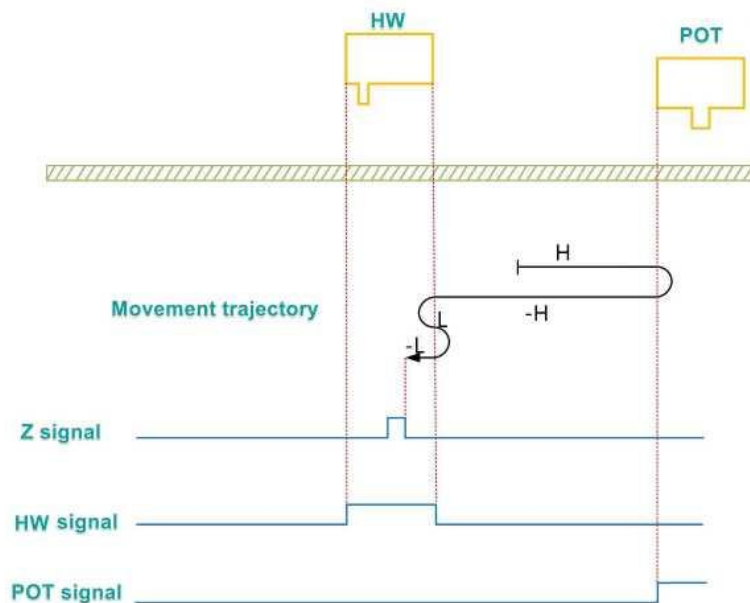 HW
POT
H
Movement trajectory
-H
L
-L
Z signal
HW signal
POT signal